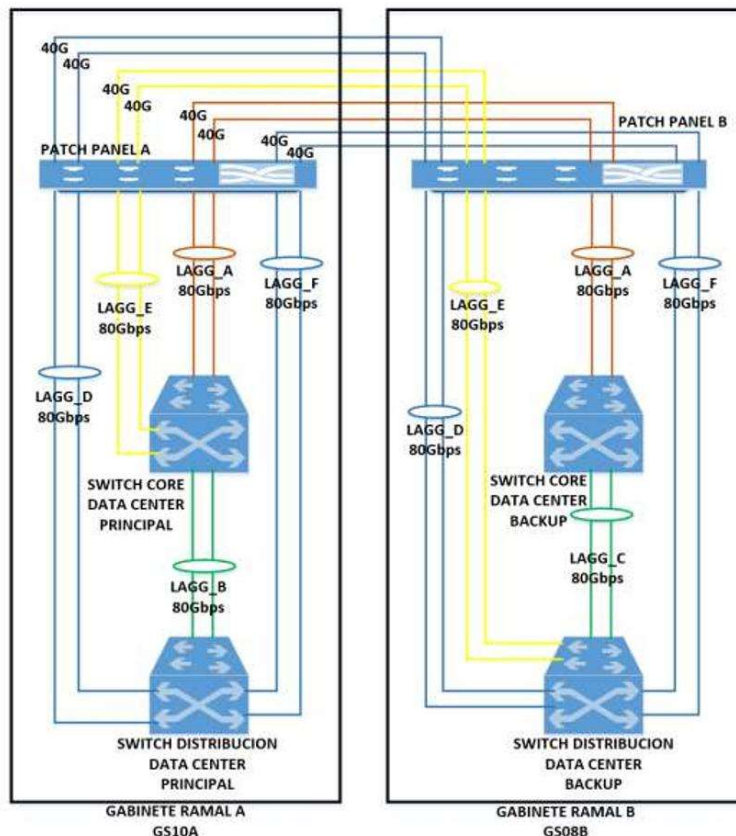 40G
40G
40G
40G
40G
40G
40G
40G
PATCH PANEL A
PATCH PANEL B
LAGG_A
80Gbps
LAGG_F
80Gbps
LAGG_E
80Gbps
LAGG_D
80Gbps
SWITCH CORE
DATA CENTER
PRINCIPAL
LAGG_B
80Gbps
SWITCH DISTRIBUCION
DATA CENTER
PRINCIPAL
GABINETE RAMAL A
GS10A
LAGG_A
80Gbps
LAGG_F
80Gbps
LAGG_E
80Gbps
LAGG_D
80Gbps
SWITCH CORE
DATA CENTER
BACKUP
LAGG_C
80Gbps
SWITCH DISTRIBUCION
DATA CENTER
BACKUP
GABINETE RAMAL B
GS08B